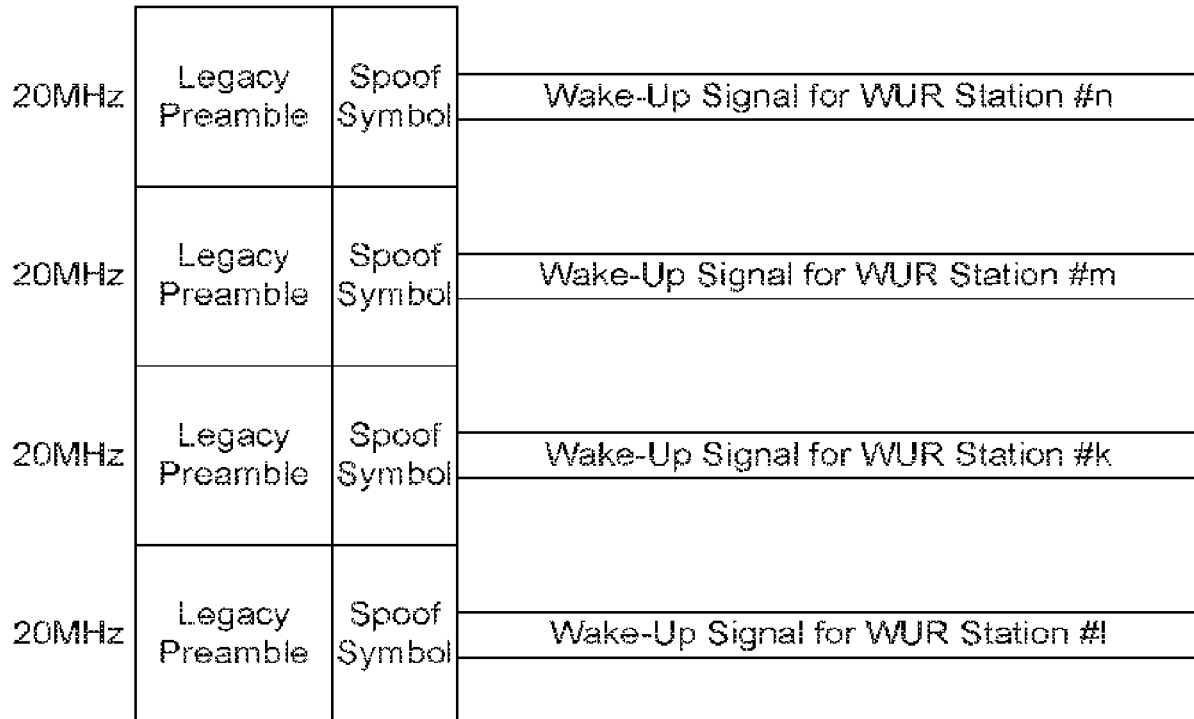 20MHz
Legacy
Preamble
Spoof
Symbol
Wake-Up Signal for WUR Station #n
20MHz
Legacy
Preamble
Spoof
Symbol
Wake-Up Signal for WUR Station #m
20MHz
Legacy
Preamble
Spoof
Symbol
Wake-Up Signal for WUR Station #k
20MHz
Legacy
Preamble
Spoof
Symbol
Wake-Up Signal for WUR Station #l